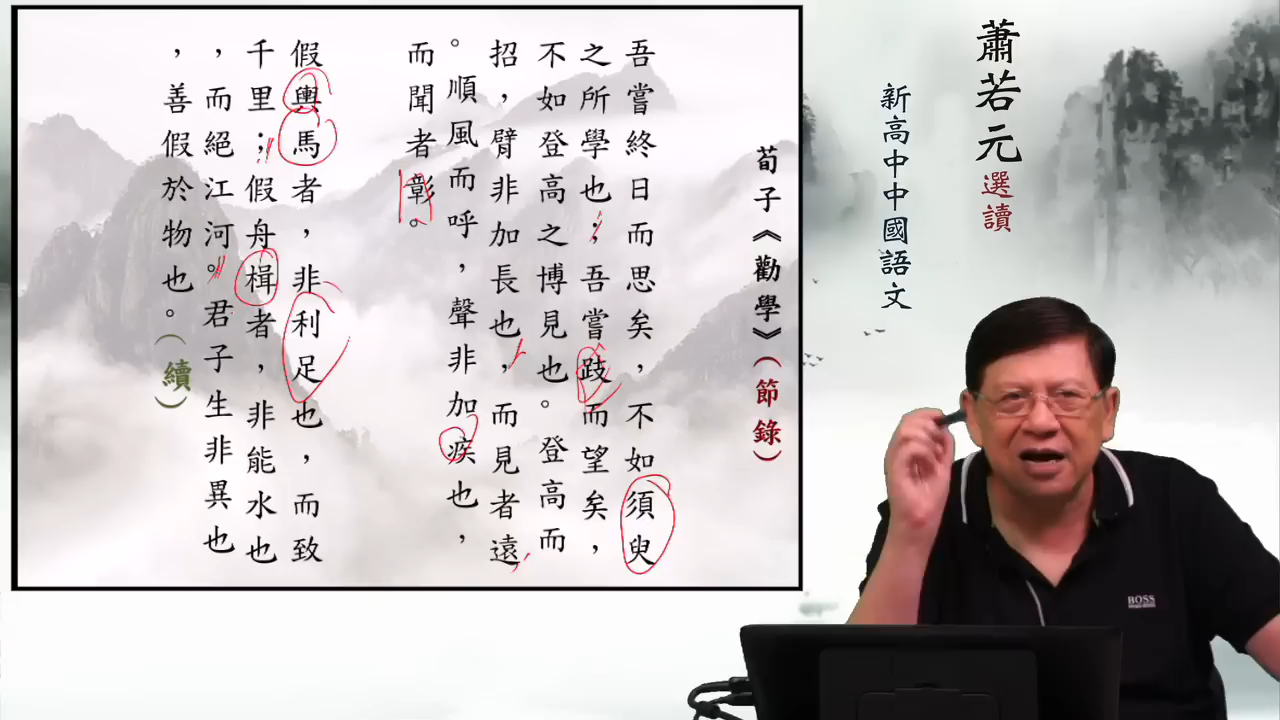 蕭若元選讀
新高中中國語文
荀子《勸學》(節錄)
吾嘗終日而思矣,不如須臾
之所學也;吾嘗跂而望矣,
不如登高之博見也。登高而
招,臂非加長也,而見者遠
。順風而呼,聲非加疾也,
而聞者彰。
假輿馬者,非利足也,而致
千里;假舟楫者,非能水也
,而絕江河。君子生非異也
,善假於物也。(續)
BOSS